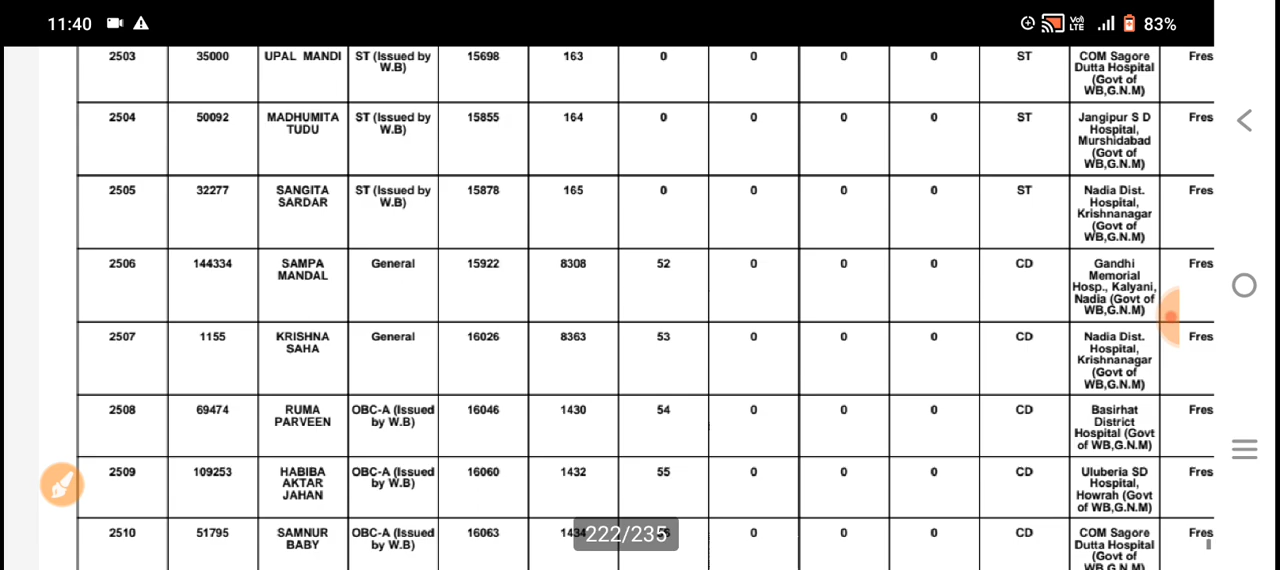 11:40
Vo)
LTE
83%
2503 35000 UPAL MANDI ST (Issued by 15698 163 0 0 0 0 ST COM Sagore Fres
W.B) Dutta Hospital
(Govt of
WB,G.N.M)
2504 50092 MADHUMITA ST (Issued by 15855 164 0 0 0 0 ST Jangipur S D Fres
TUDU W.B) Hospital,
Murshidabad
(Govt of
WB,G.N.M)
2505 32277 SANGITA ST (Issued by 15878 165 0 0 0 0 ST Nadia Dist. Fres
SARDAR W.B) Hospital,
Krishnanagar
(Govt of
WB,G.N.M)
2506 144334 SAMPA General 15922 8308 52 0 0 0 CD Gandhi Fres
MANDAL Memorial
Hosp., Kalyani,
Nadia (Govt of
WB,G.N.M)
2507 1155 KRISHNA General 16026 8363 53 0 0 0 CD Nadia Dist. Fres
SAHA Hospital,
Krishnanagar
(Govt of
WB,G.N.M)
2508 69474 RUMA OBC-A (Issued 16046 1430 54 0 0 0 CD Basirhat Fres
PARVEEN by W.B) District
Hospital (Govt
of WB,G.N.M)
2509 109253 HABIBA OBC-A (Issued 16060 1432 55 0 0 0 CD Uluberia SD Fres
AKTAR by W.B) Hospital,
JAHAN Howrah (Govt
of WB,G.N.M)
2510 51795 SAMNUR OBC-A (Issued 16063 1434 0 0 0 CD COM Sagore Fres
BABY by W.B) Dutta Hospital
(Govt of
WB,G.N.M)
222/235